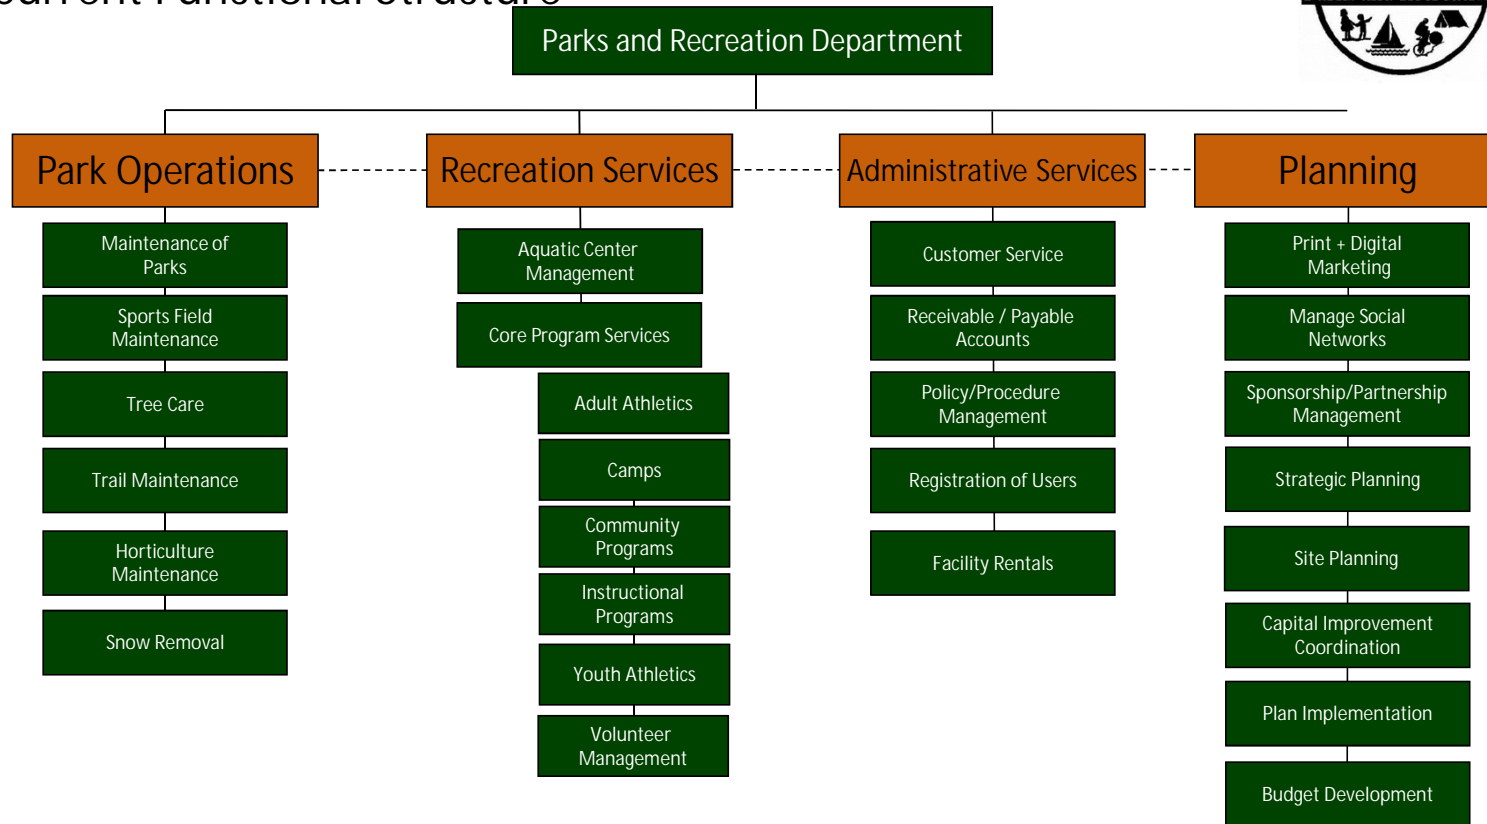 Current Functional Structure
Parks and Recreation Department
Park Operations
Recreation Services
Administrative Services
Planning
Maintenance of
Parks
Sports Field
Maintenance
Tree Care
Trail Maintenance
Horticulture
Maintenance
Snow Removal
Aquatic Center
Management
Core Program Services
Adult Athletics
Camps
Community
Programs
Instructional
Programs
Youth Athletics
Volunteer
Management
Customer Service
Receivable / Payable
Accounts
Policy/Procedure
Management
Registration of Users
Facility Rentals
Print + Digital
Marketing
Manage Social
Networks
Sponsorship/Partnership
Management
Strategic Planning
Site Planning
Capital Improvement
Coordination
Plan Implementation
Budget Development